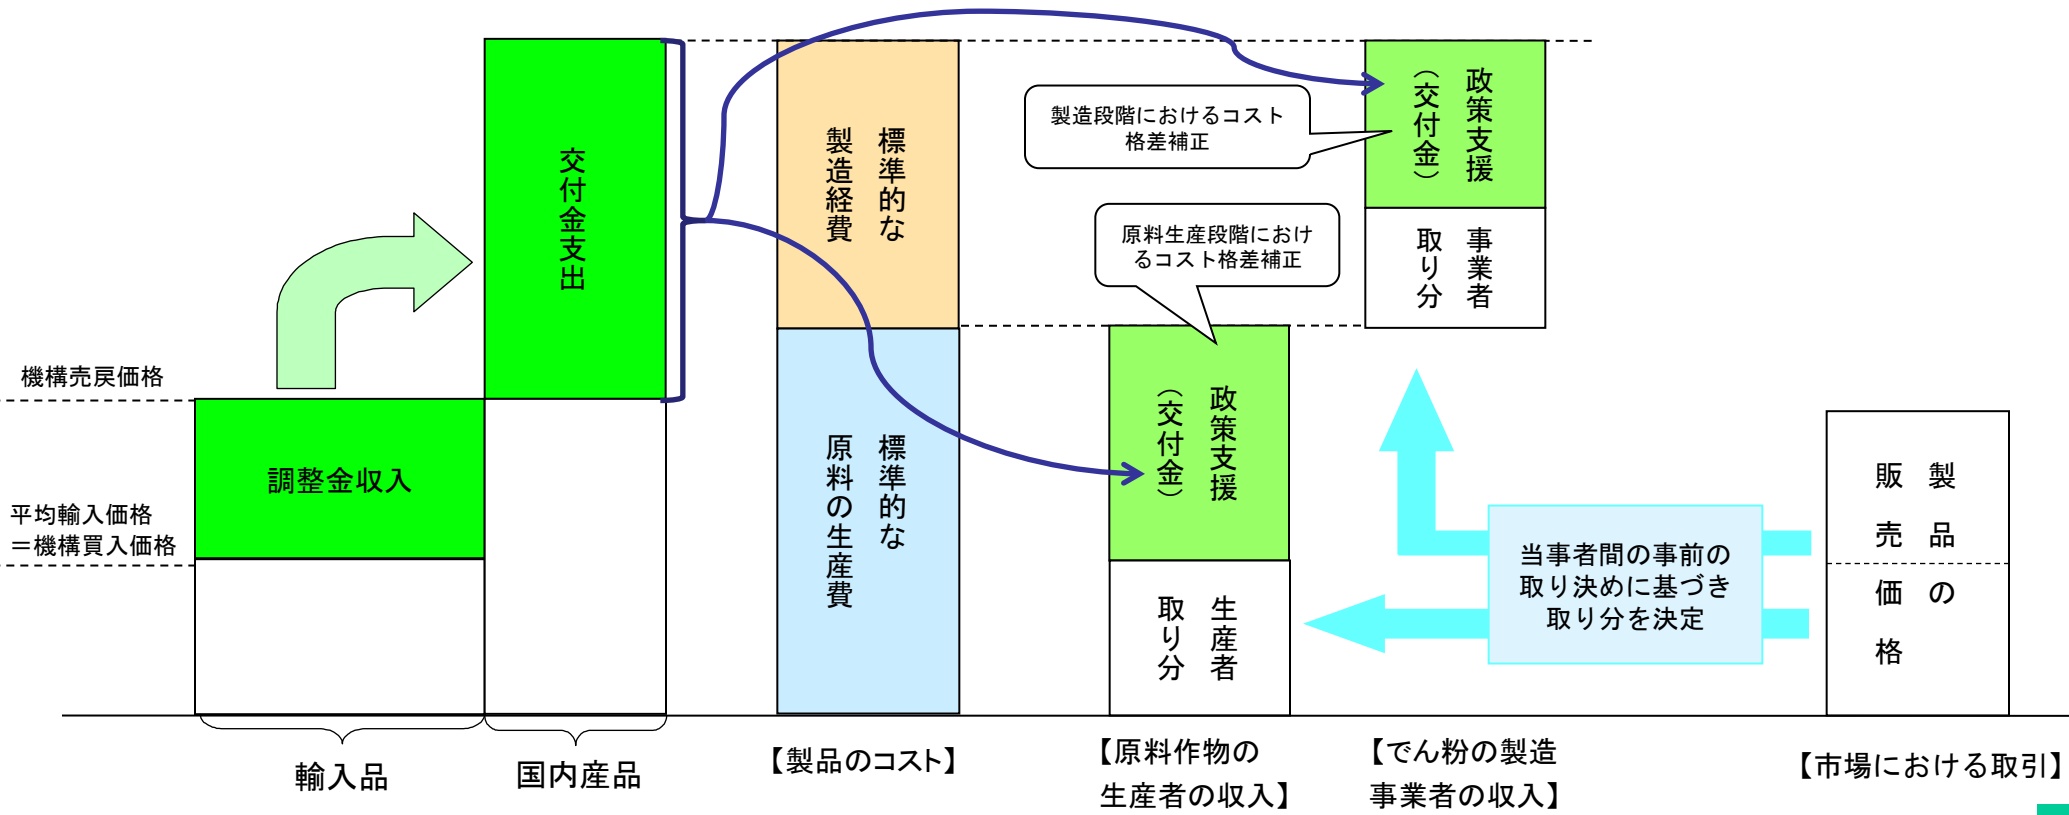 機構売戻価格
平均輸入価格
＝機構買入価格
調整金収入
交付金支出
標準的な
製造経費
標準的な
原料の生産費
製造段階におけるコスト
格差補正
原料生産段階におけ
るコスト格差補正
政策支援
（交付金）
事業者
取り分
政策支援
（交付金）
生産者
取り分
当事者間の事前の
取り決めに基づき
取り分を決定
製品の
販売価格
輸入品
国内産品
【製品のコスト】
【原料作物の
生産者の収入】
【でん粉の製造
事業者の収入】
【市場における取引】